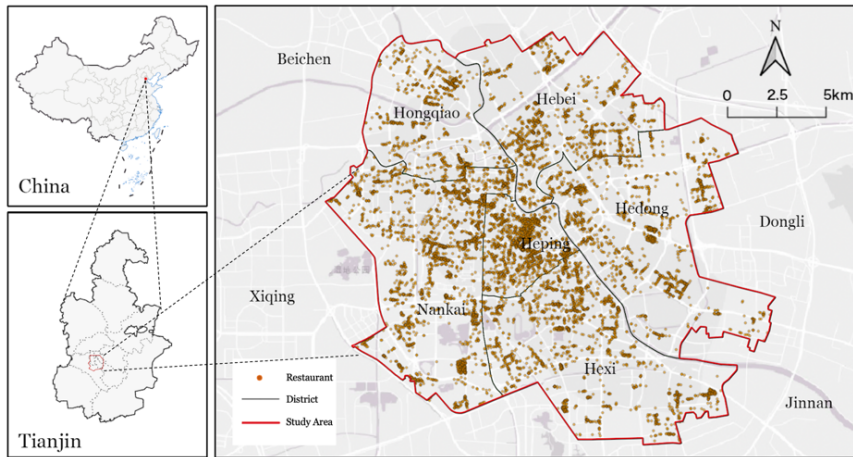 China
Tianjin
Beichen
Hongqiao
Hebei
N
0 2.5 5km
Hedong
Dongli
Heping
Xiqing
Nankai
Hexi
Jinnan
Restaurant
District
Study Area